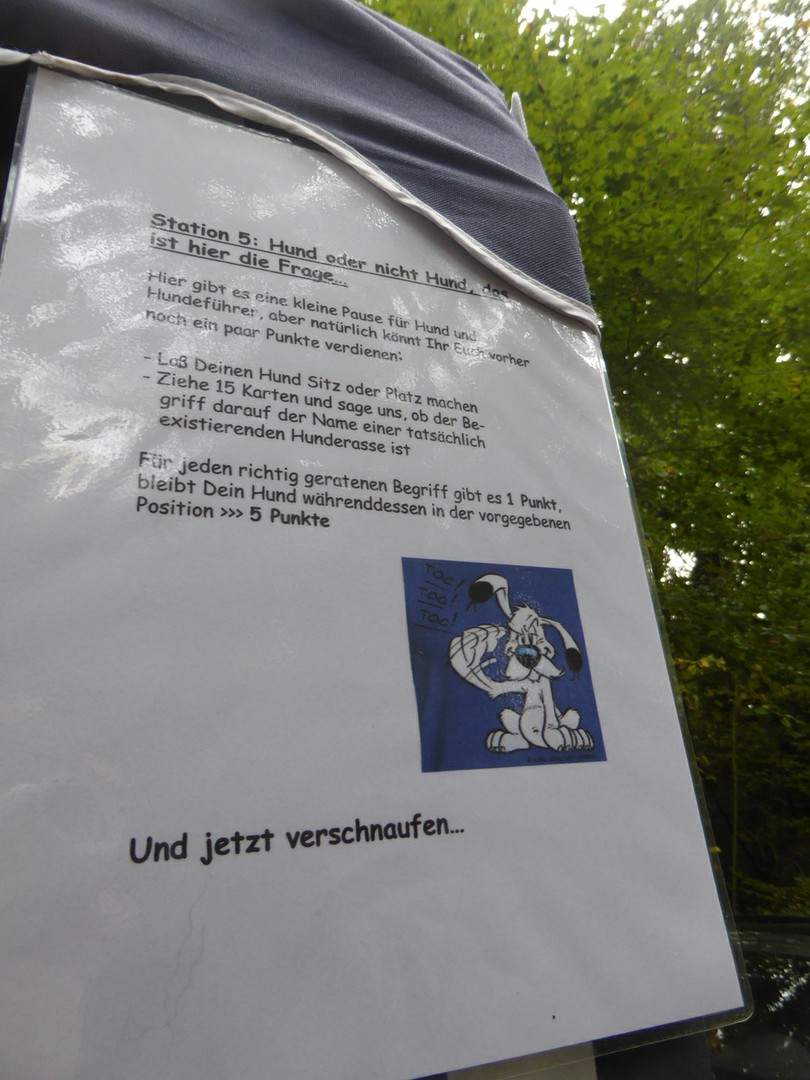 Station 5: Hund oder nicht Hund, das
ist hier die Frage...
Hier gibt es eine kleine Pause für Hund und
Hundeführer, aber natürlich könnt Ihr Euch vorher
noch ein paar Punkte verdienen:
- Laß Deinen Hund Sitz oder Platz machen
- Ziehe 15 Karten und sage uns, ob der Be-
griff darauf der Name einer tatsächlich
existierenden Hunderasse ist
Für jeden richtig geratenen Begriff gibt es 1 Punkt,
bleibt Dein Hund währenddessen in der vorgegebenen
Position >>> 5 Punkte
TOC!
TOC!
TOC!
Und jetzt verschnaufen...